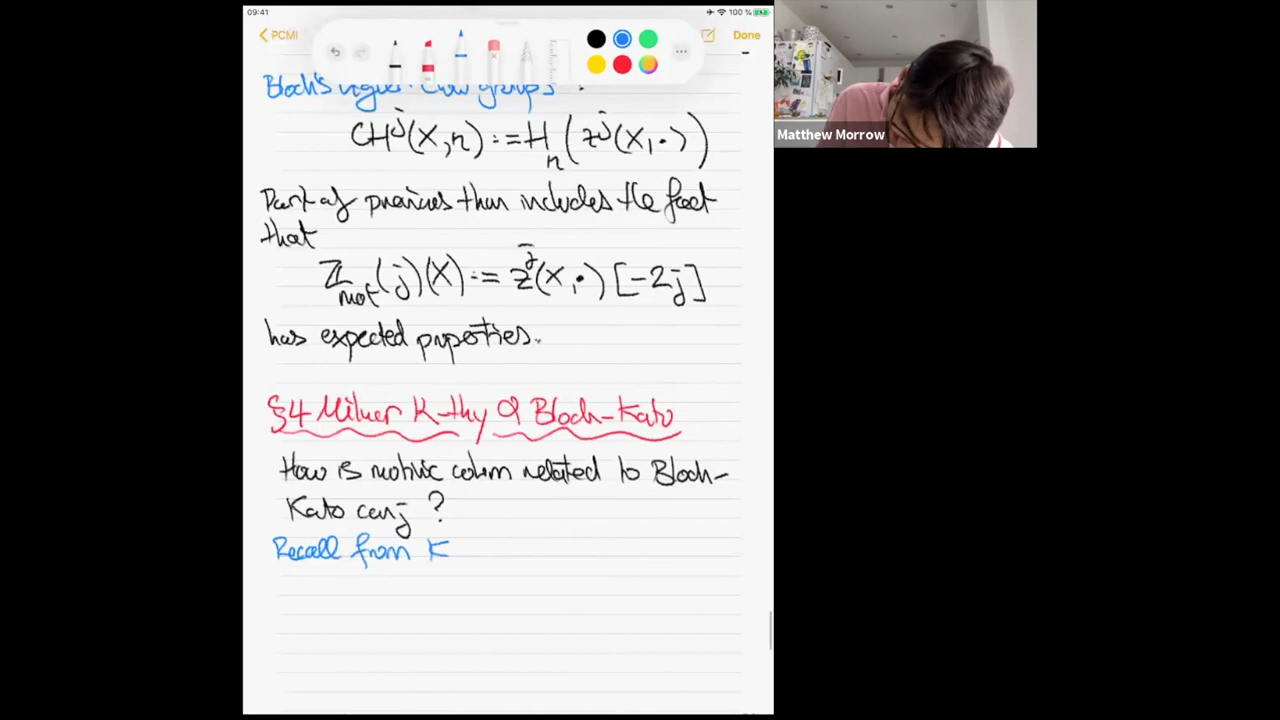 09:41
100 %
PCMI
Done
Bloch's higher Chow groups :
CH^j(X,n) := H_n(z^j(X,•))
Part of previous thm includes the fact
that
ℤ_mot(j)(X) := z^j(X,•)[-2j]
has expected properties.
§4 Milnor K-thy & Bloch-Kato
How is motivic cohom related to Bloch-
Kato conj ?
Recall from K
Matthew Morrow